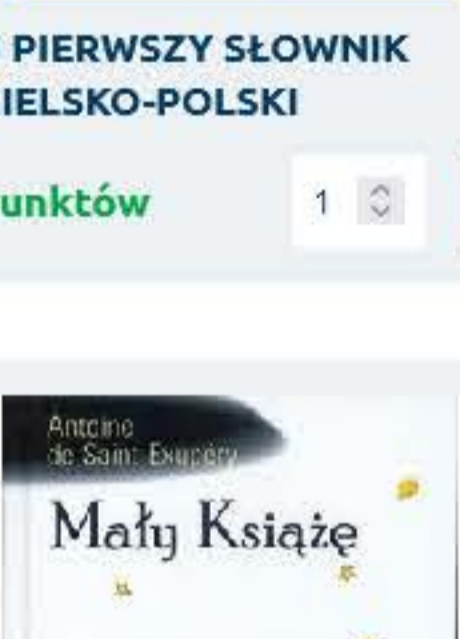 PIERWSZY SŁOWNIK
IELSKO-POLSKI
unktów
1
Antoine
de Saint Exupéry
Mały Książę